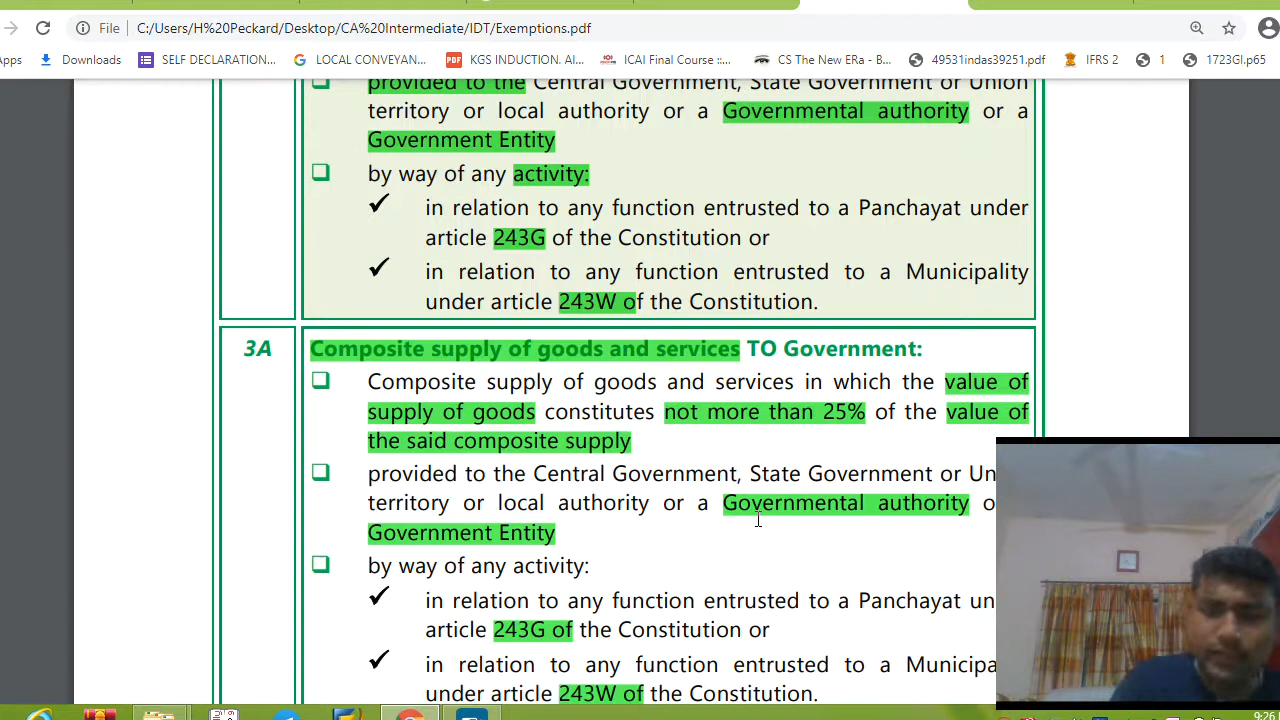 File C:/Users/H%20Peckard/Desktop/CA%20Intermediate/IDT/Exemptions.pdf
Apps Downloads SELF DECLARATION... LOCAL CONVEYAN... KGS INDUCTION. AI... ICAI Final Course ::... CS The New ERa - B... 49531indas39251.pdf IFRS 2 1 1723GI.p65
provided to the Central Government, State Government or Union
territory or local authority or a Governmental authority or a
Government Entity
by way of any activity:
in relation to any function entrusted to a Panchayat under
article 243G of the Constitution or
in relation to any function entrusted to a Municipality
under article 243W of the Constitution.
3A Composite supply of goods and services TO Government:
Composite supply of goods and services in which the value of
supply of goods constitutes not more than 25% of the value of
the said composite supply
provided to the Central Government, State Government or Un
territory or local authority or a Governmental authority o
Government Entity
by way of any activity:
in relation to any function entrusted to a Panchayat un
article 243G of the Constitution or
in relation to any function entrusted to a Municipa
under article 243W of the Constitution.
9:26